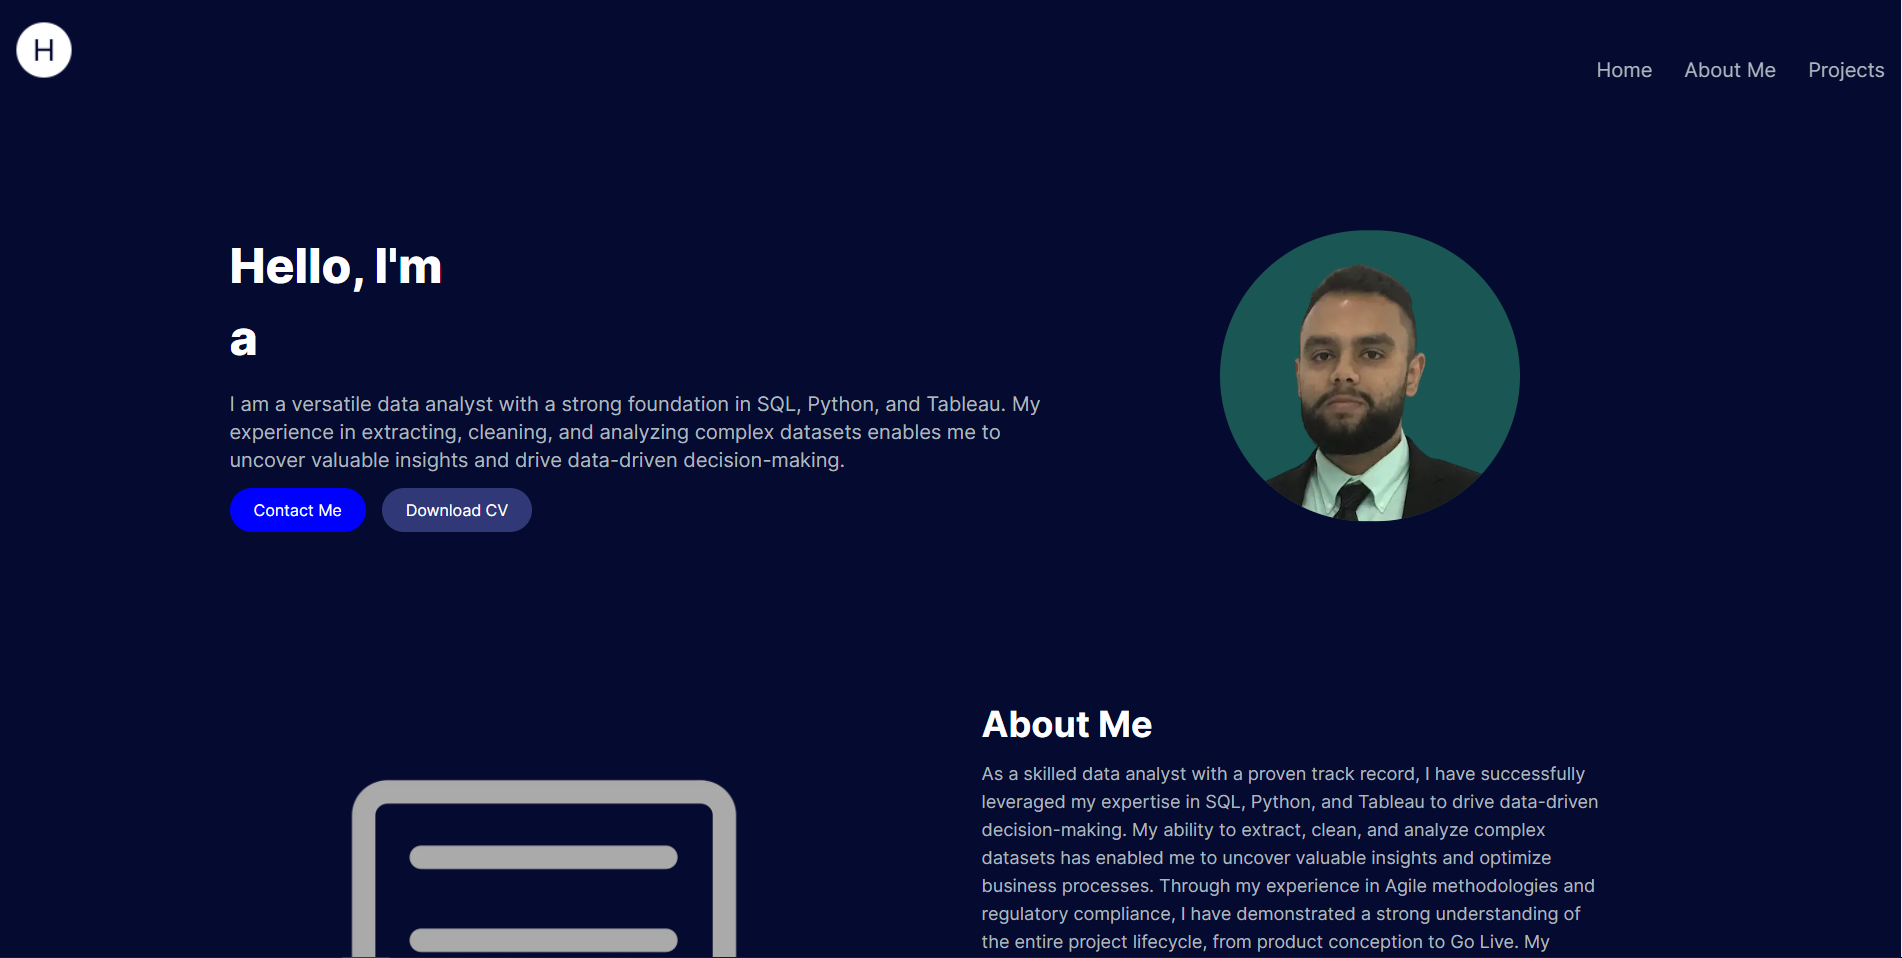 H
Home About Me Projects
Hello, I'm
a
I am a versatile data analyst with a strong foundation in SQL, Python, and Tableau. My
experience in extracting, cleaning, and analyzing complex datasets enables me to
uncover valuable insights and drive data-driven decision-making.
Contact Me Download CV
About Me
As a skilled data analyst with a proven track record, I have successfully
leveraged my expertise in SQL, Python, and Tableau to drive data-driven
decision-making. My ability to extract, clean, and analyze complex
datasets has enabled me to uncover valuable insights and optimize
business processes. Through my experience in Agile methodologies and
regulatory compliance, I have demonstrated a strong understanding of
the entire project lifecycle, from product conception to Go Live. My